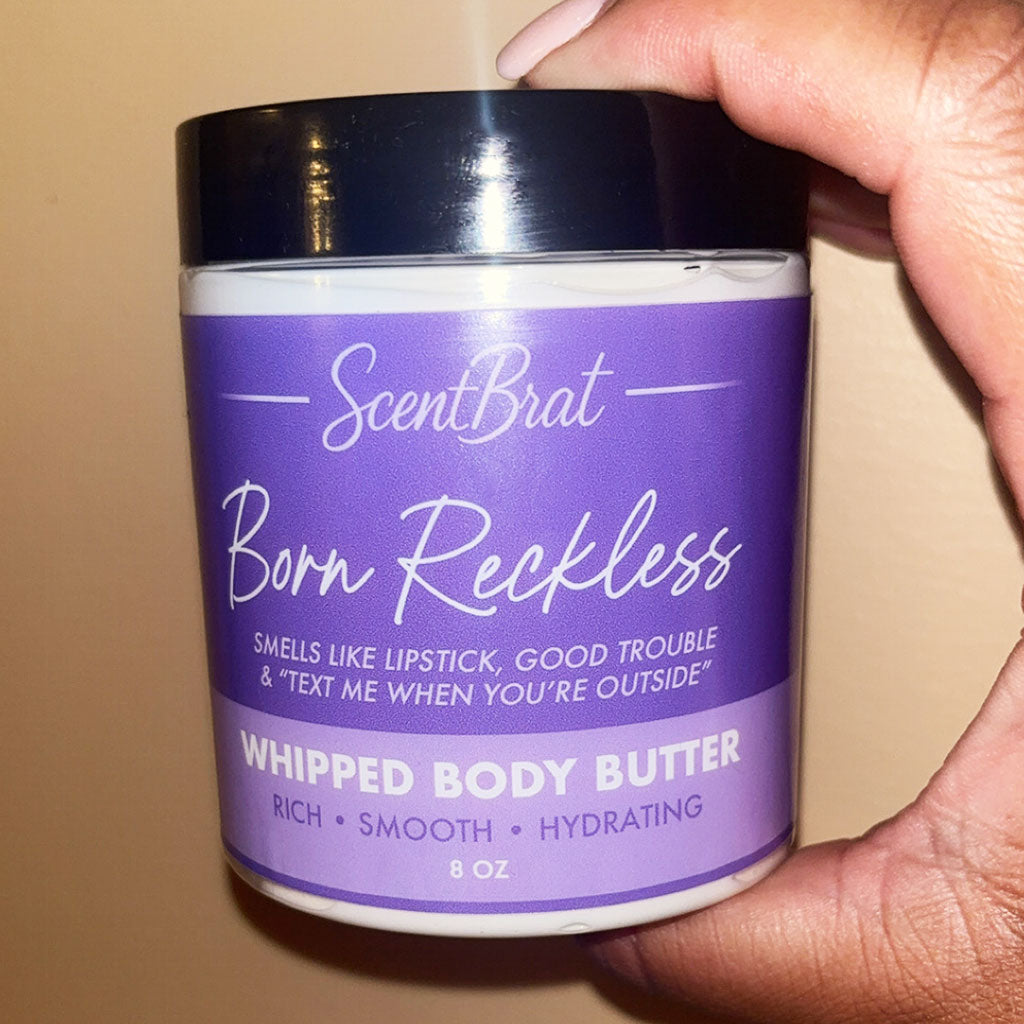 ScentBrat
Born Reckless
SMELLS LIKE LIPSTICK, GOOD TROUBLE
& “TEXT ME WHEN YOU’RE OUTSIDE”
WHIPPED BODY BUTTER
RICH • SMOOTH • HYDRATING
8 OZ